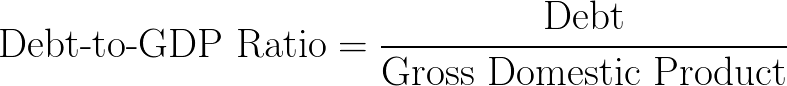 Debt-to-GDP Ratio = Debt
Gross Domestic Product